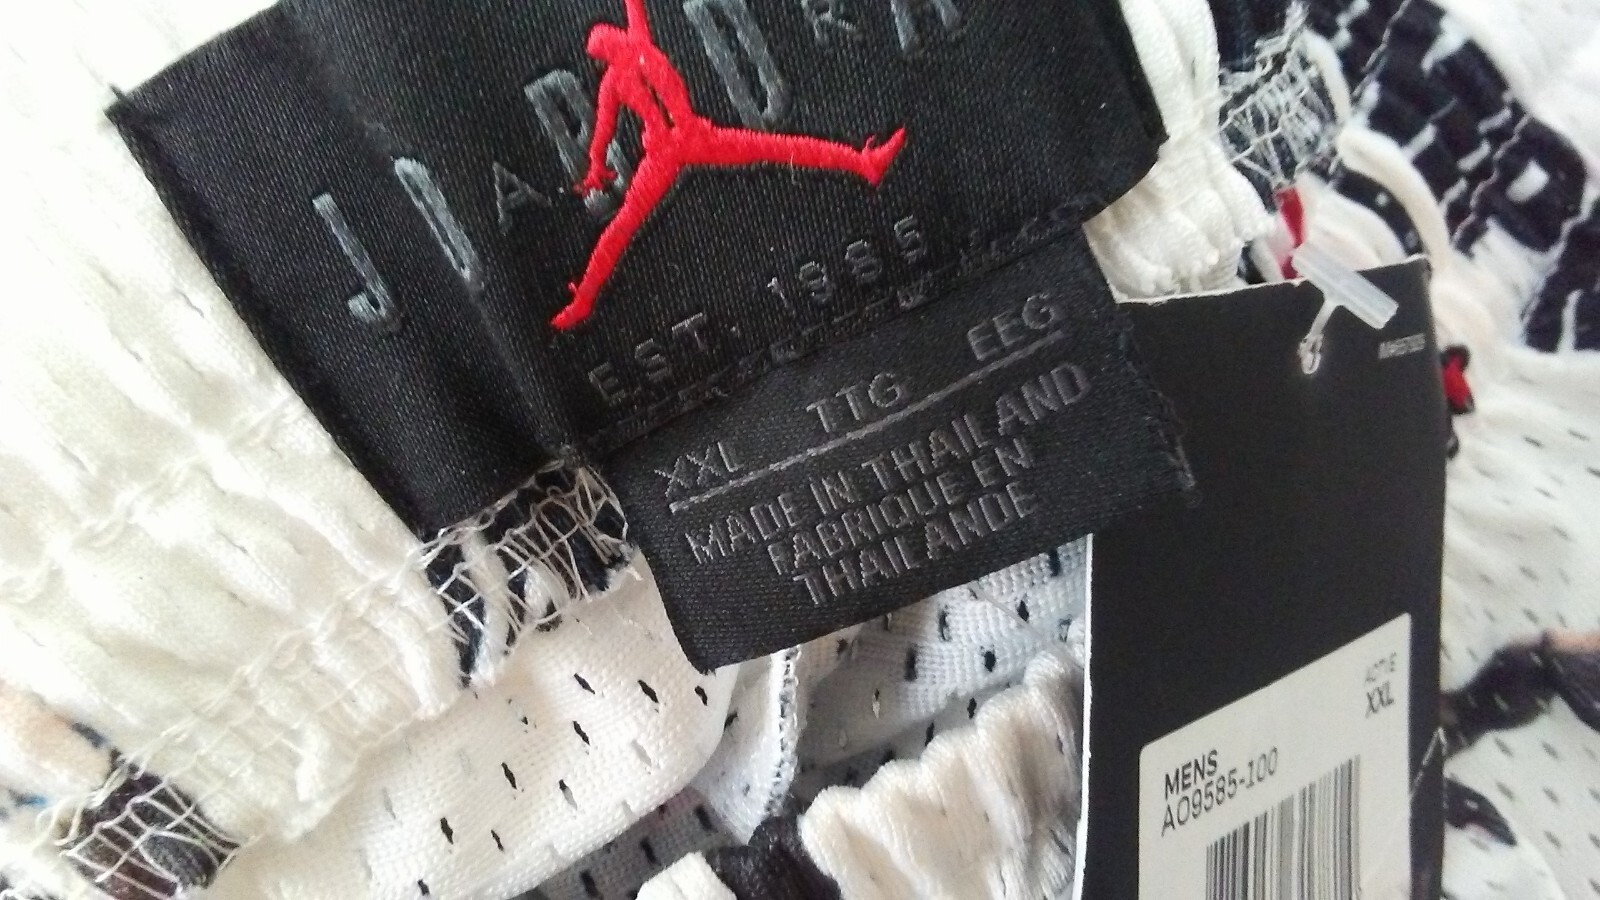 JORDAN
A I R
EST. 1985
XXL TTG EEG
MADE IN THAILAND
FABRIQUE EN
THAILANDE
XXL
MENS
AO9585-100